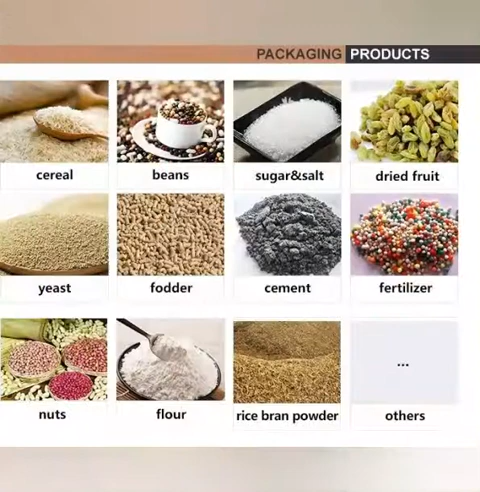 PACKAGING PRODUCTS
cereal
beans
sugar&salt
dried fruit
yeast
fodder
cement
fertilizer
nuts
flour
rice bran powder
...
others